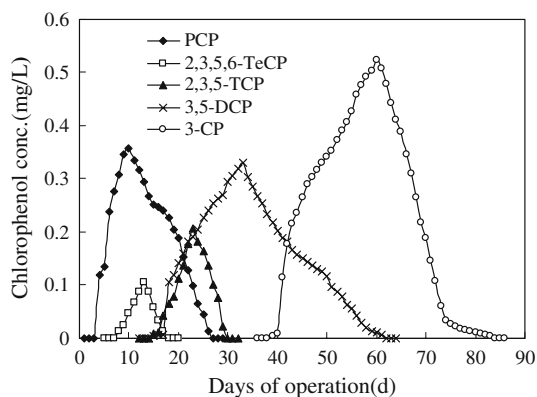 Chlorophenol conc.(mg/L)
0.6
0.5
0.4
0.3
0.2
0.1
0
PCP
2,3,5,6-TeCP
2,3,5-TCP
3,5-DCP
3-CP
0 10 20 30 40 50 60 70 80 90
Days of operation(d)